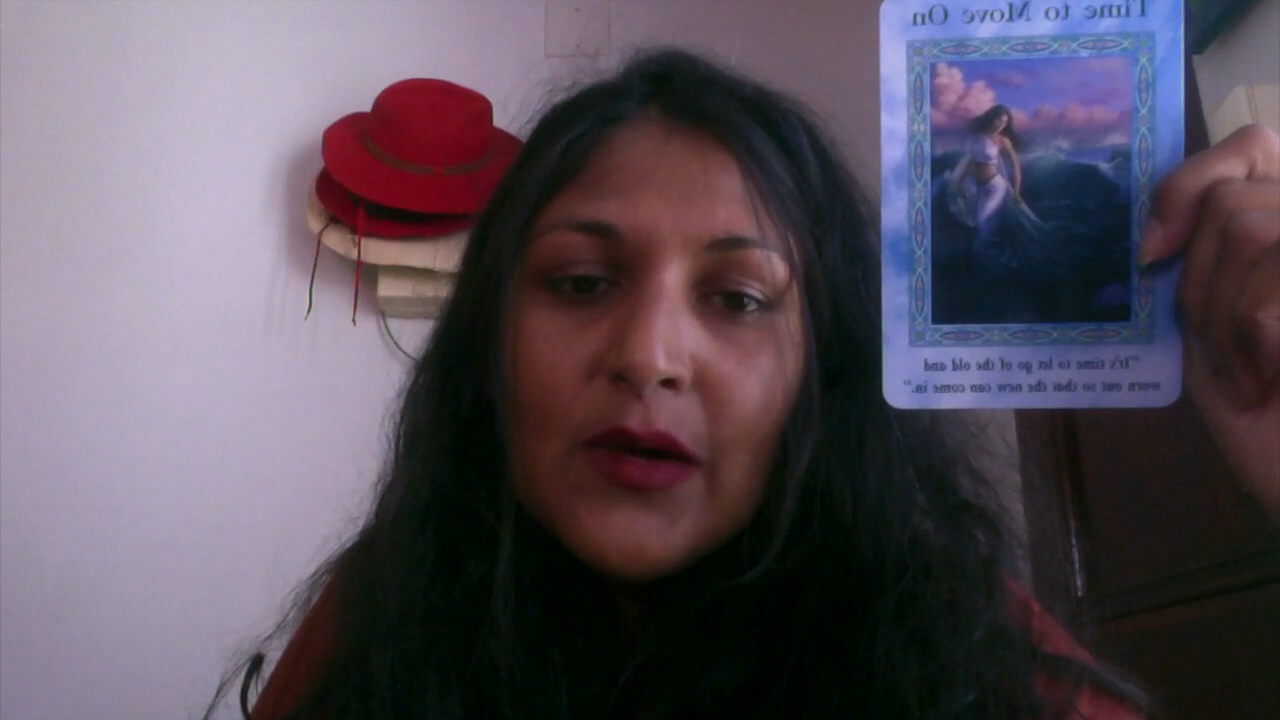 Time to Move On
"It's time to let go of the old and
worn out so that the new can come in."